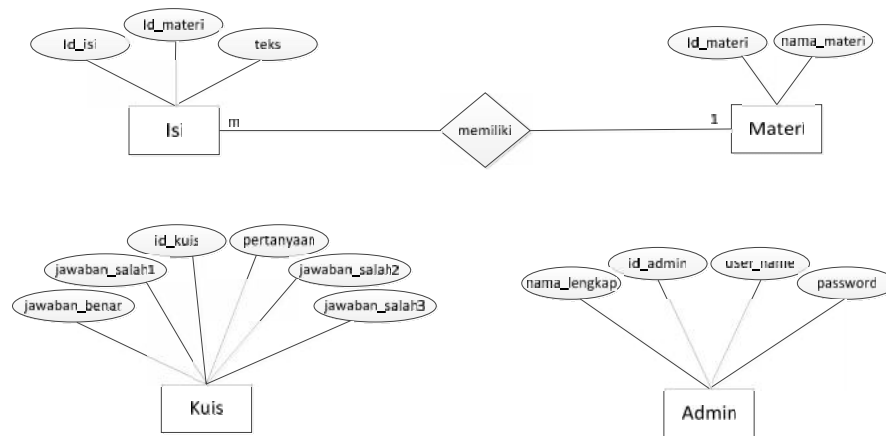 Id_materi
Id_isi
teks
Id_materi
nama_materi
Isi
m
memiliki
1
Materi
id_kuis
pertanyaan
jawaban_salah1
jawaban_salah2
jawaban_benar
jawaban_salah3
id_admin
user_name
nama_lengkap
password
Kuis
Admin